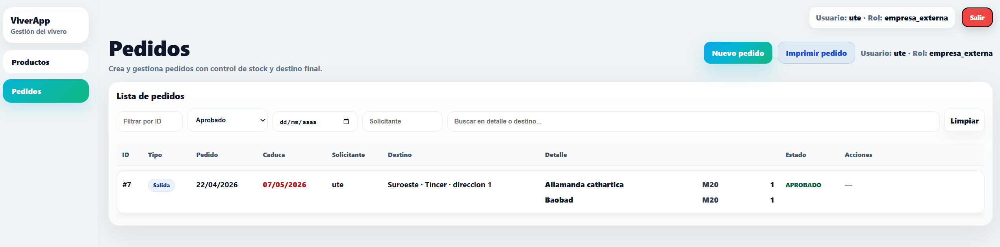 ViverApp
Gestión del vivero
Productos
Pedidos
Usuario: ute · Rol: empresa_externa
Salir
Pedidos
Crea y gestiona pedidos con control de stock y destino final.
Nuevo pedido
Imprimir pedido
Usuario: ute · Rol: empresa_externa
Lista de pedidos
Filtrar por ID
Aprobado
dd/mm/aaaa
Solicitante
Buscar en detalle o destino...
Limpiar
ID Tipo Pedido Caduca Solicitante Destino Detalle Estado Acciones
#7 Salida 22/04/2026 07/05/2026 ute Suroeste · Tíncer · direccion 1 Allamanda cathartica M20 1 APROBADO —
Baobad M20 1